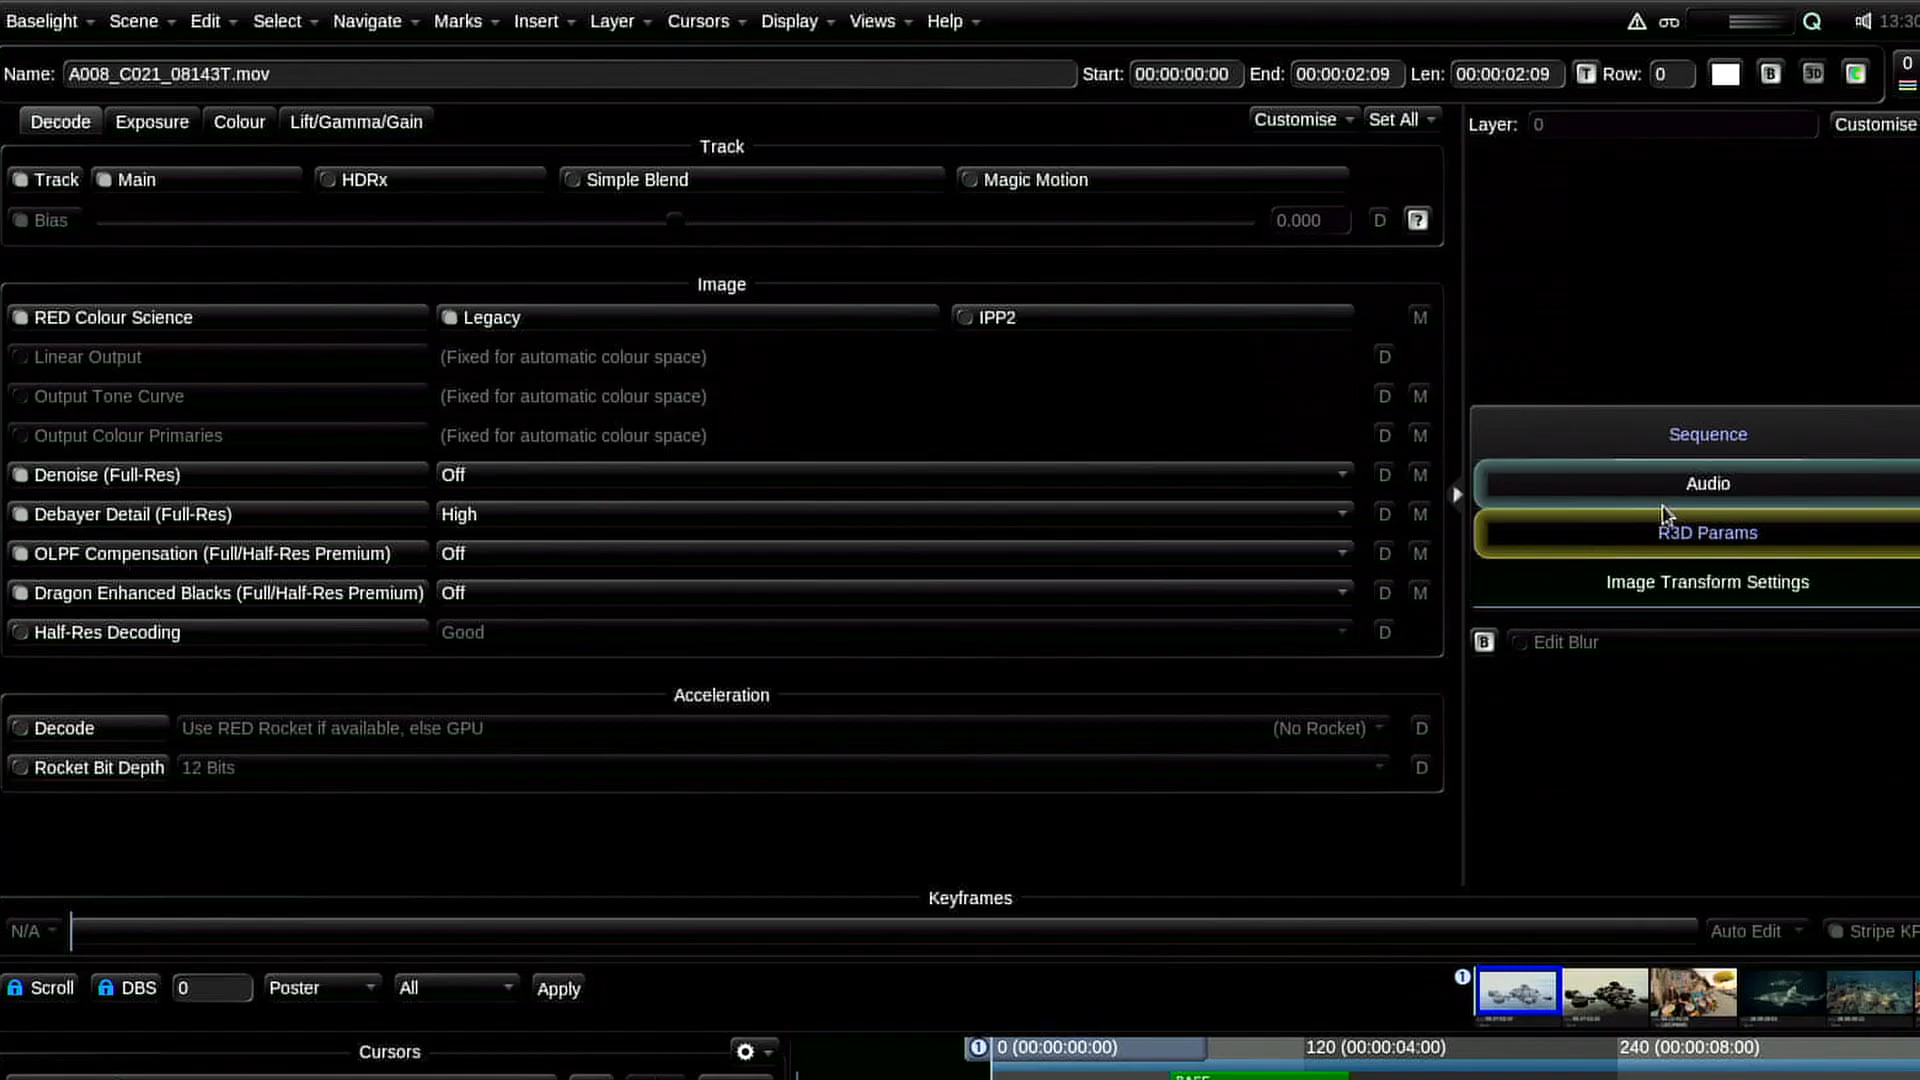 Baselight Scene Edit Select Navigate Marks Insert Layer Cursors Display Views Help 13:30
Name: A008_C021_08143T.mov Start: 00:00:00:00 End: 00:00:02:09 Len: 00:00:02:09 T Row: 0 B 3D C 0
Decode Exposure Colour Lift/Gamma/Gain Customise Set All Layer: 0 Customise
Track
Track Main HDRx Simple Blend Magic Motion
Bias 0.000 D ?
Image
RED Colour Science Legacy IPP2 M
Linear Output (Fixed for automatic colour space) D
Output Tone Curve (Fixed for automatic colour space) D M
Output Colour Primaries (Fixed for automatic colour space) D M
Sequence
Denoise (Full-Res) Off D M
Audio
Debayer Detail (Full-Res) High D M
R3D Params
OLPF Compensation (Full/Half-Res Premium) Off D M
Image Transform Settings
Dragon Enhanced Blacks (Full/Half-Res Premium) Off D M
Half-Res Decoding Good D
B Edit Blur
Acceleration
Decode Use RED Rocket if available, else GPU (No Rocket) D
Rocket Bit Depth 12 Bits D
Keyframes
N/A Auto Edit Stripe KF
Scroll DBS 0 Poster All Apply
1
Cursors
1 0 (00:00:00:00) 120 (00:00:04:00) 240 (00:00:08:00)